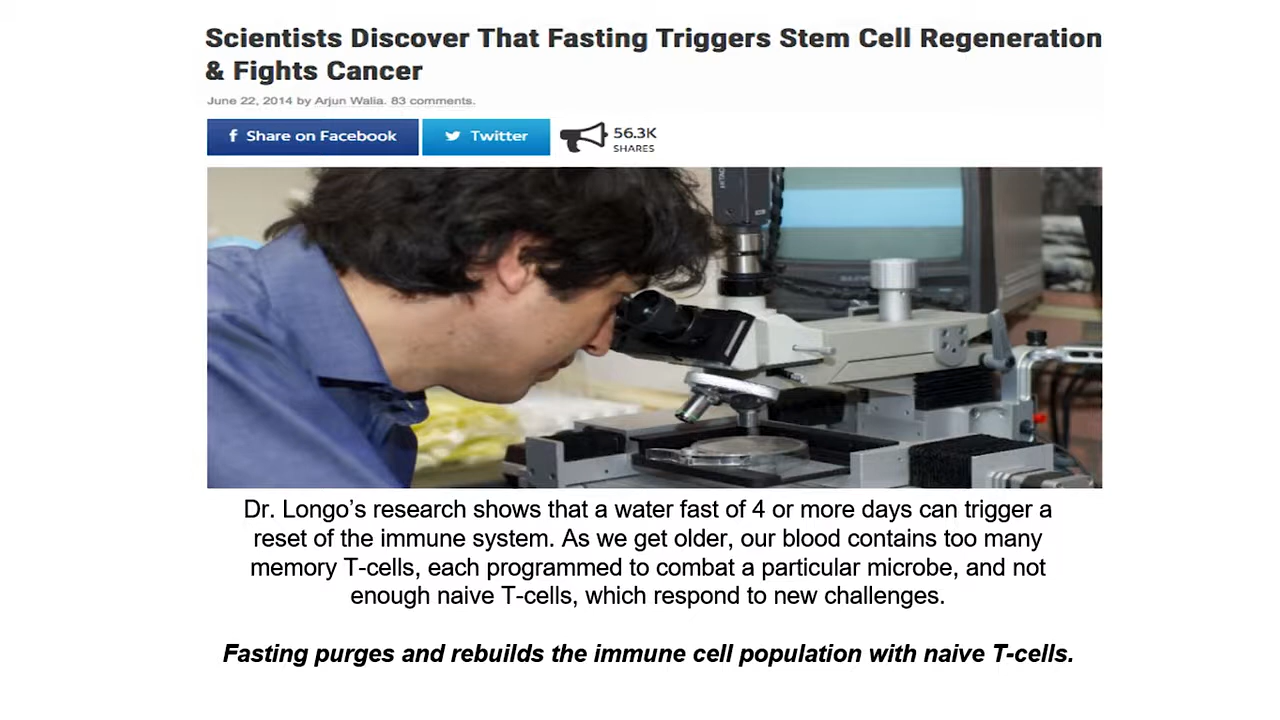 Scientists Discover That Fasting Triggers Stem Cell Regeneration
& Fights Cancer
June 22, 2014 by Arjun Walia. 83 comments.
f Share on Facebook
Twitter
56.3K
SHARES
Dr. Longo’s research shows that a water fast of 4 or more days can trigger a
reset of the immune system. As we get older, our blood contains too many
memory T-cells, each programmed to combat a particular microbe, and not
enough naive T-cells, which respond to new challenges.
Fasting purges and rebuilds the immune cell population with naive T-cells.